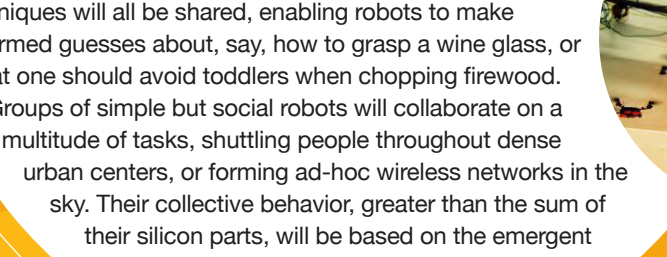 niques will all be shared, enabling robots to make
rmed guesses about, say, how to grasp a wine glass, or
at one should avoid toddlers when chopping firewood.
Groups of simple but social robots will collaborate on a
multitude of tasks, shuttling people throughout dense
urban centers, or forming ad-hoc wireless networks in the
sky. Their collective behavior, greater than the sum of
their silicon parts, will be based on the emergent